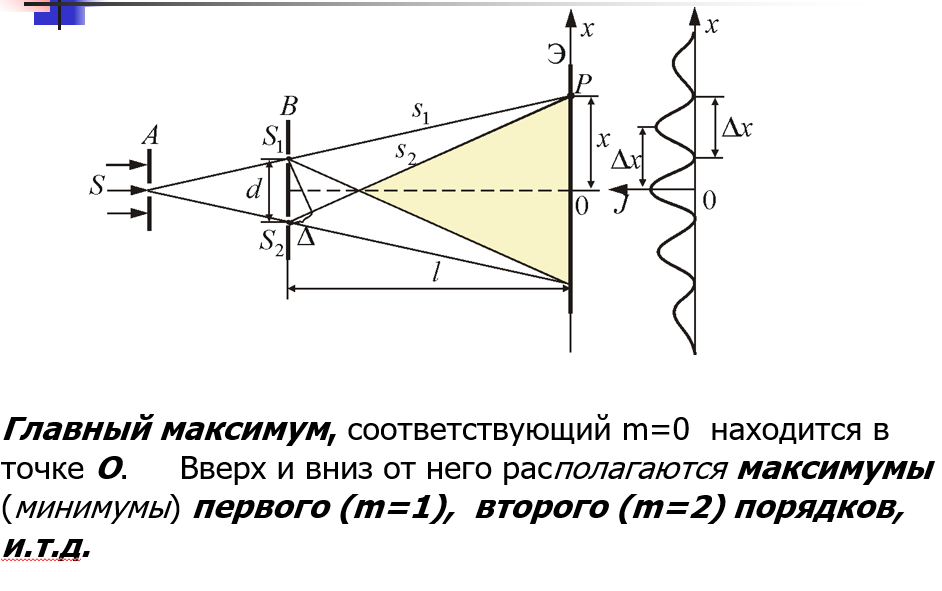 x
x
Э
P
B
s₁
A
S₁
x
Δx
s₂
Δx
S
d
0
J
0
S₂
Δ
l
Главный максимум, соответствующий m=0 находится в
точке О. Вверх и вниз от него располагаются максимумы
(минимумы) первого (m=1), второго (m=2) порядков,
и.т.д.